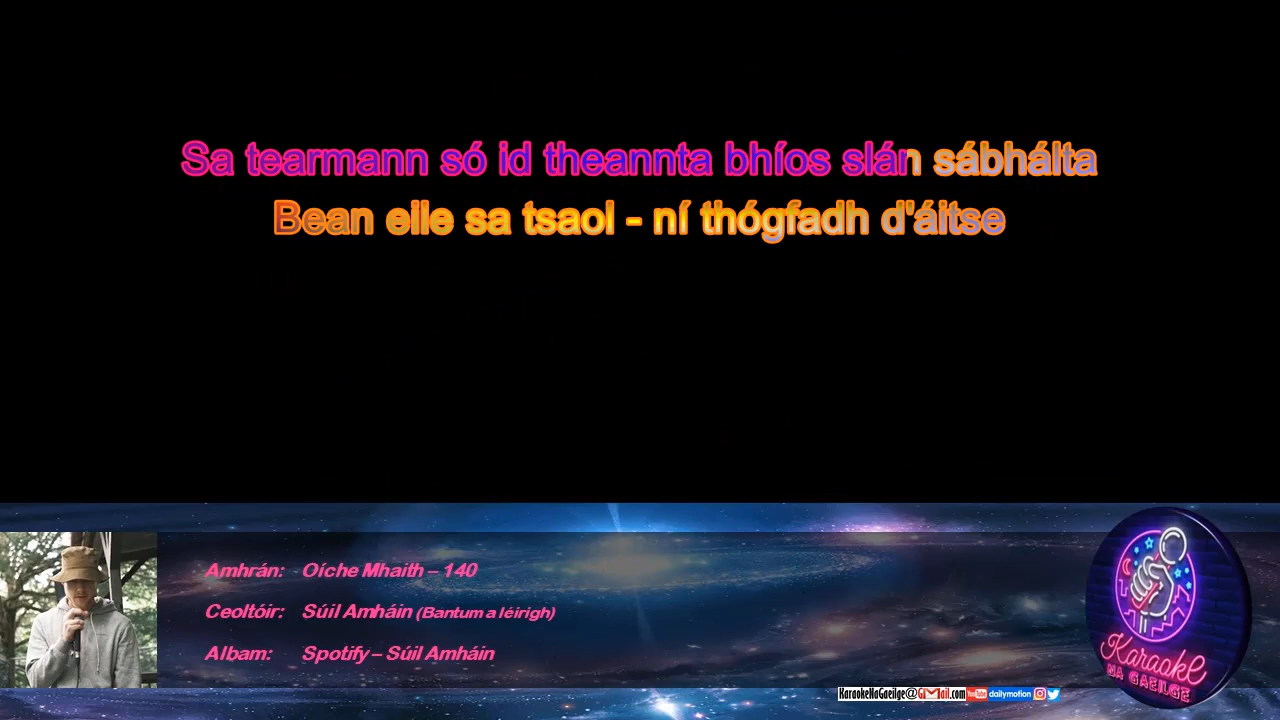 Sa tearmann só id theannta bhíos slán sábhálta
Bean eile sa tsaol - ní thógfadh d'áitse
Amhrán: Oíche Mhaith – 140
Ceoltóir: Súil Amháin (Bantum a léirigh)
Albam: Spotify – Súil Amháin
KaraokeNaGaeilge@GMail.com YouTube dailymotion
Karaoke
NA GAEILGE